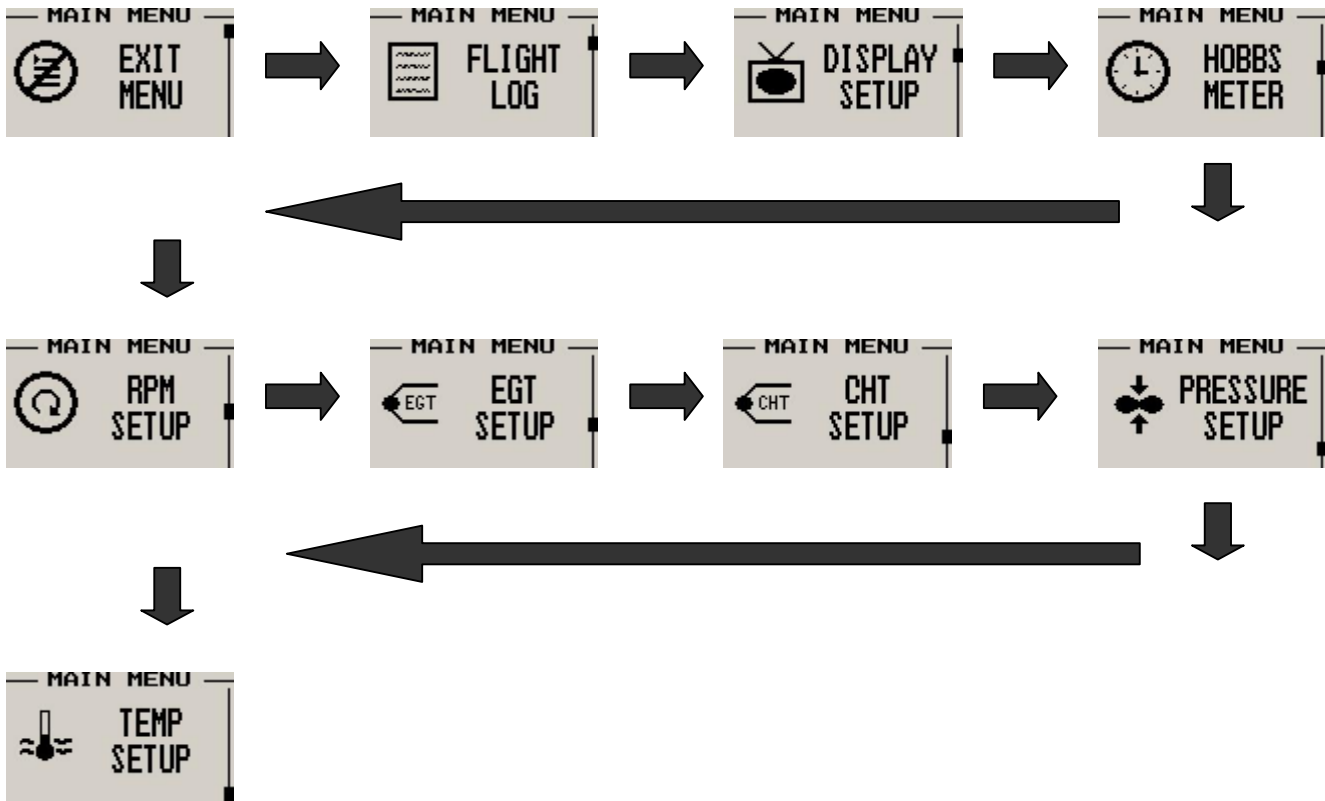 MAIN MENU
EXIT
MENU
MAIN MENU
FLIGHT
LOG
MAIN MENU
DISPLAY
SETUP
MAIN MENU
HOBBS
METER
MAIN MENU
RPM
SETUP
MAIN MENU
EGT
EGT
SETUP
MAIN MENU
CHT
CHT
SETUP
MAIN MENU
PRESSURE
SETUP
MAIN MENU
TEMP
SETUP